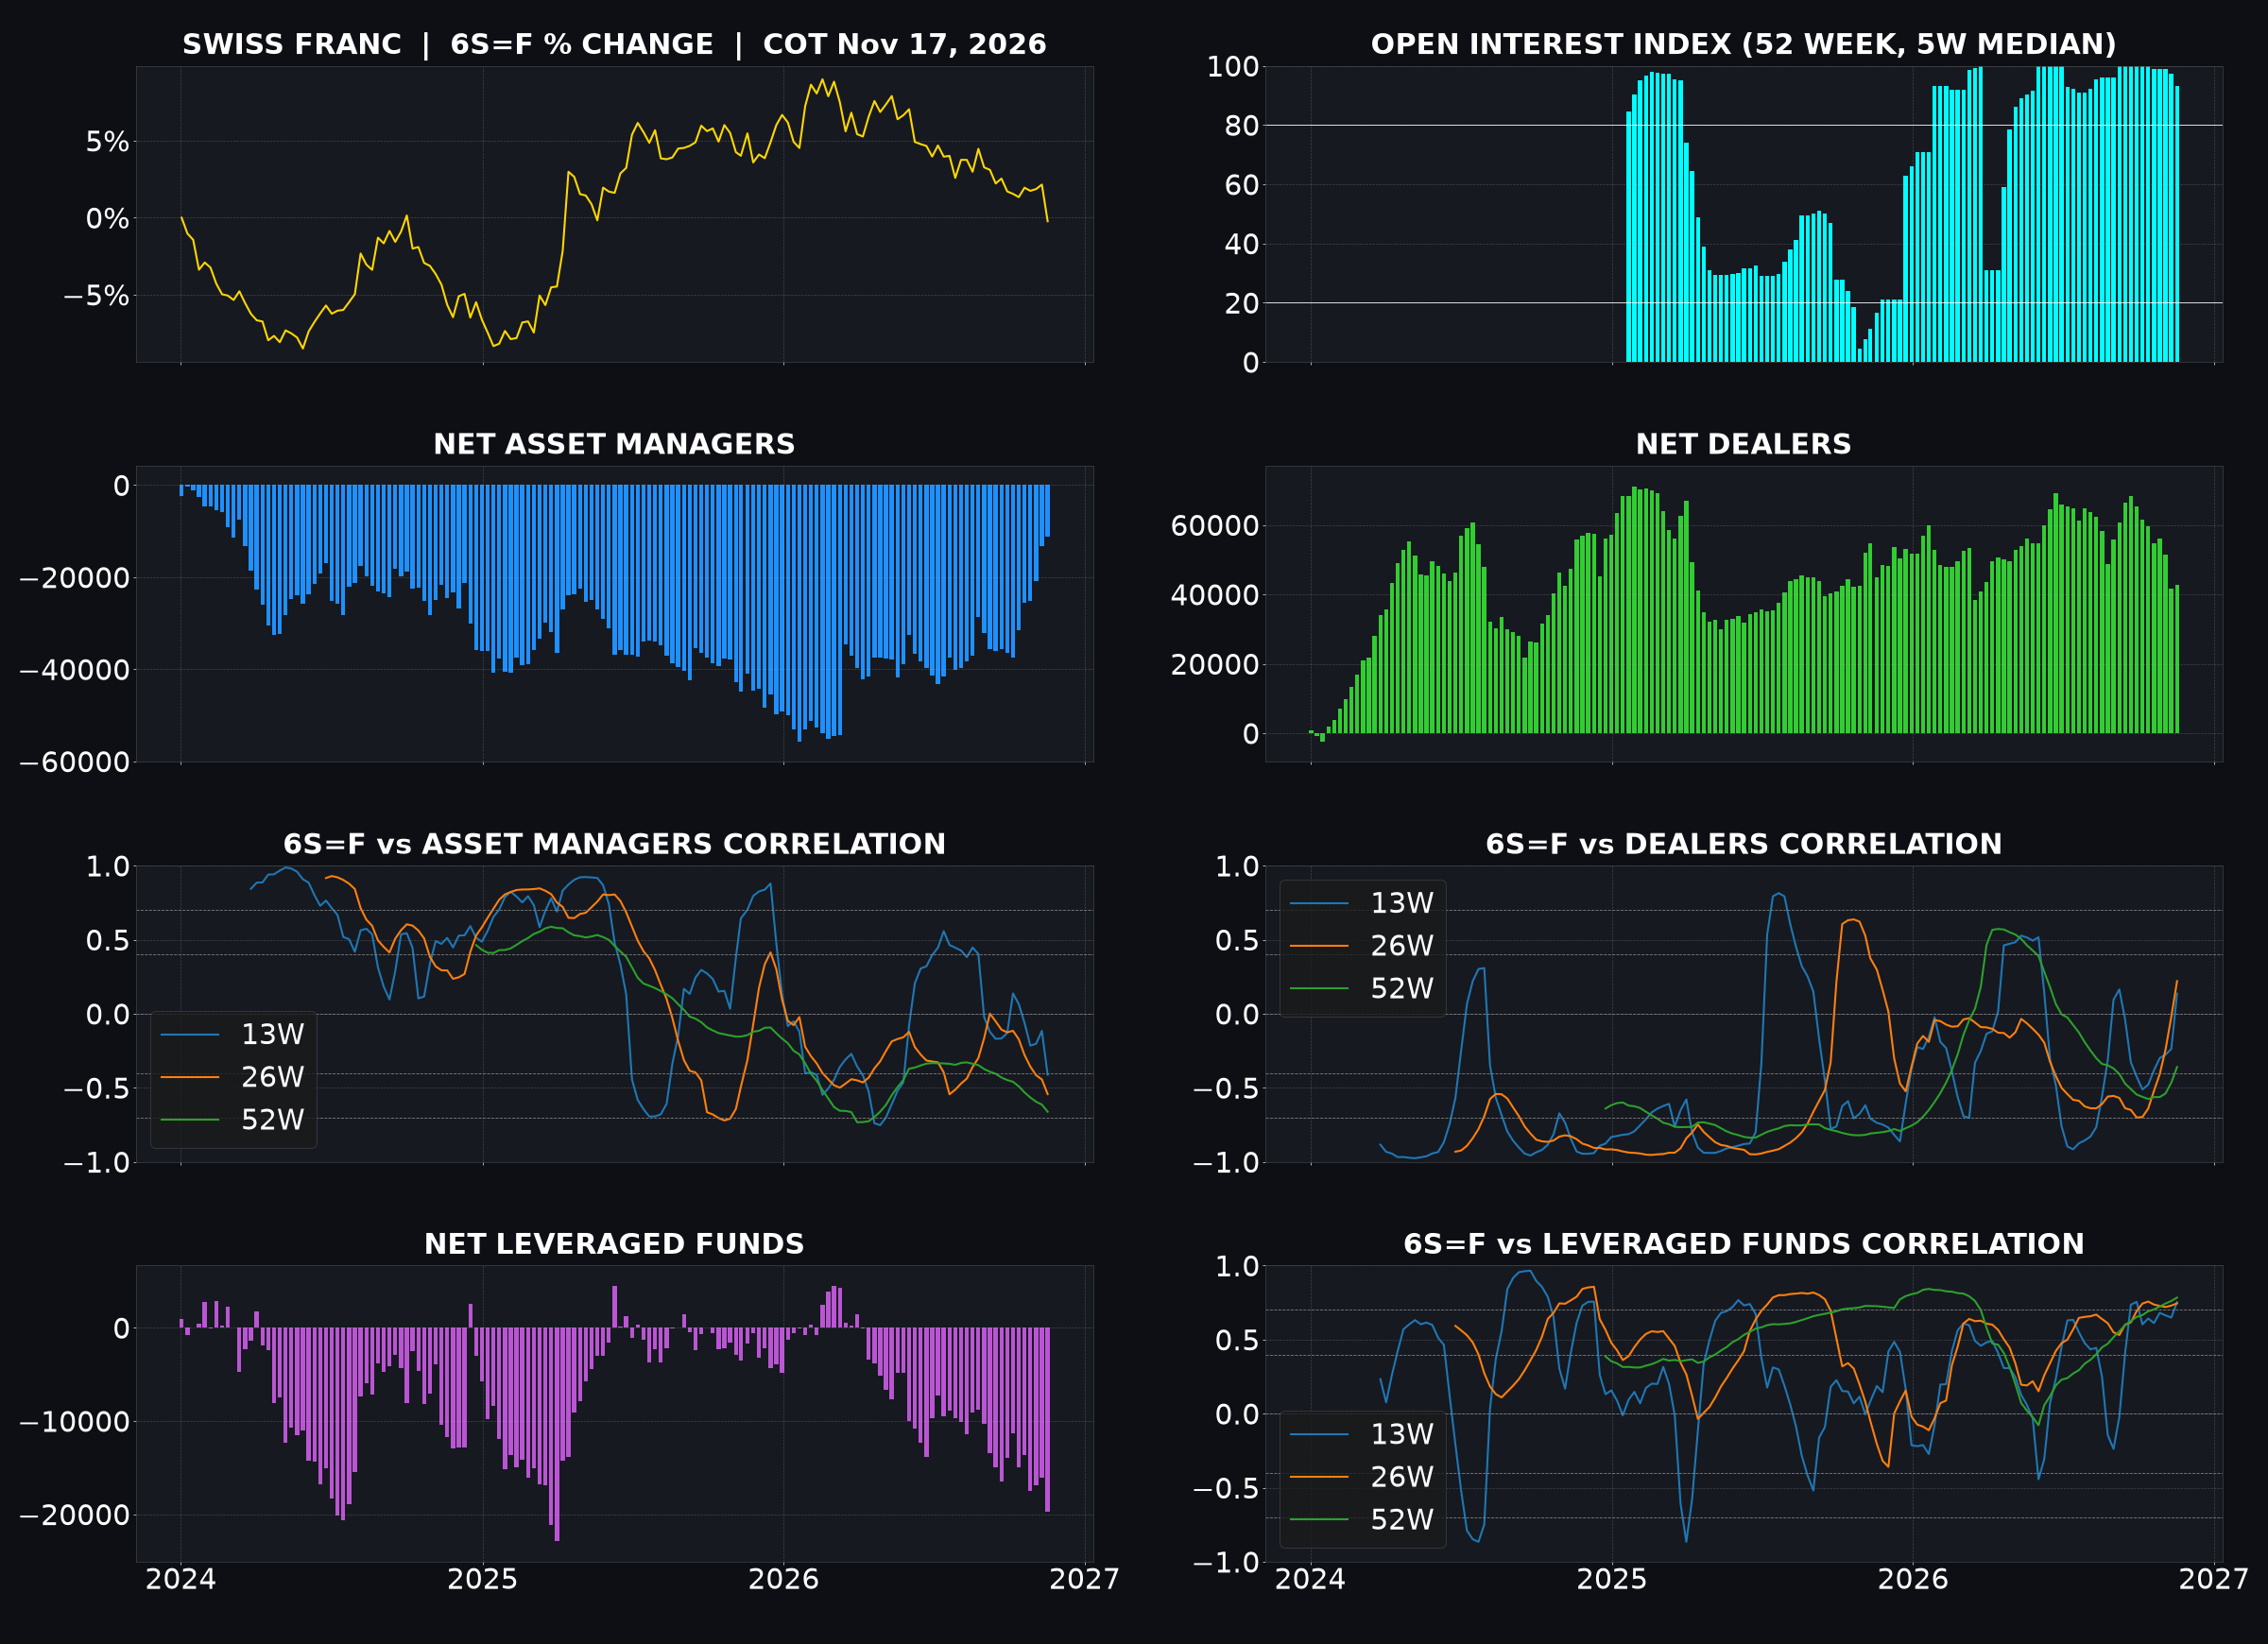 SWISS FRANC | 6S=F % CHANGE | COT Nov 17, 2026
5%
0%
−5%
OPEN INTEREST INDEX (52 WEEK, 5W MEDIAN)
100
80
60
40
20
0
NET ASSET MANAGERS
0
−20000
−40000
−60000
NET DEALERS
60000
40000
20000
0
6S=F vs ASSET MANAGERS CORRELATION
1.0
0.5
0.0
−0.5
−1.0
13W
26W
52W
6S=F vs DEALERS CORRELATION
1.0
0.5
0.0
−0.5
−1.0
13W
26W
52W
NET LEVERAGED FUNDS
0
−10000
−20000
2024 2025 2026 2027
6S=F vs LEVERAGED FUNDS CORRELATION
1.0
0.5
0.0
−0.5
−1.0
13W
26W
52W
2024 2025 2026 2027